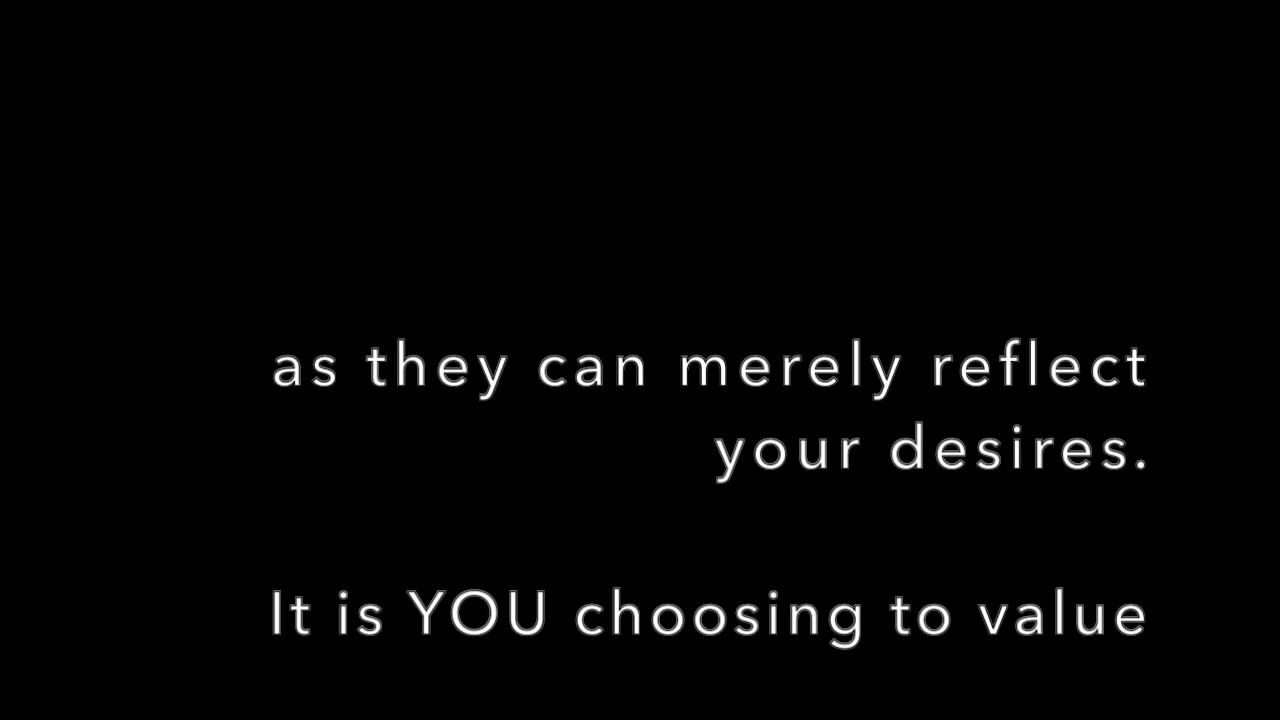 as they can merely reflect
your desires.
It is YOU choosing to value